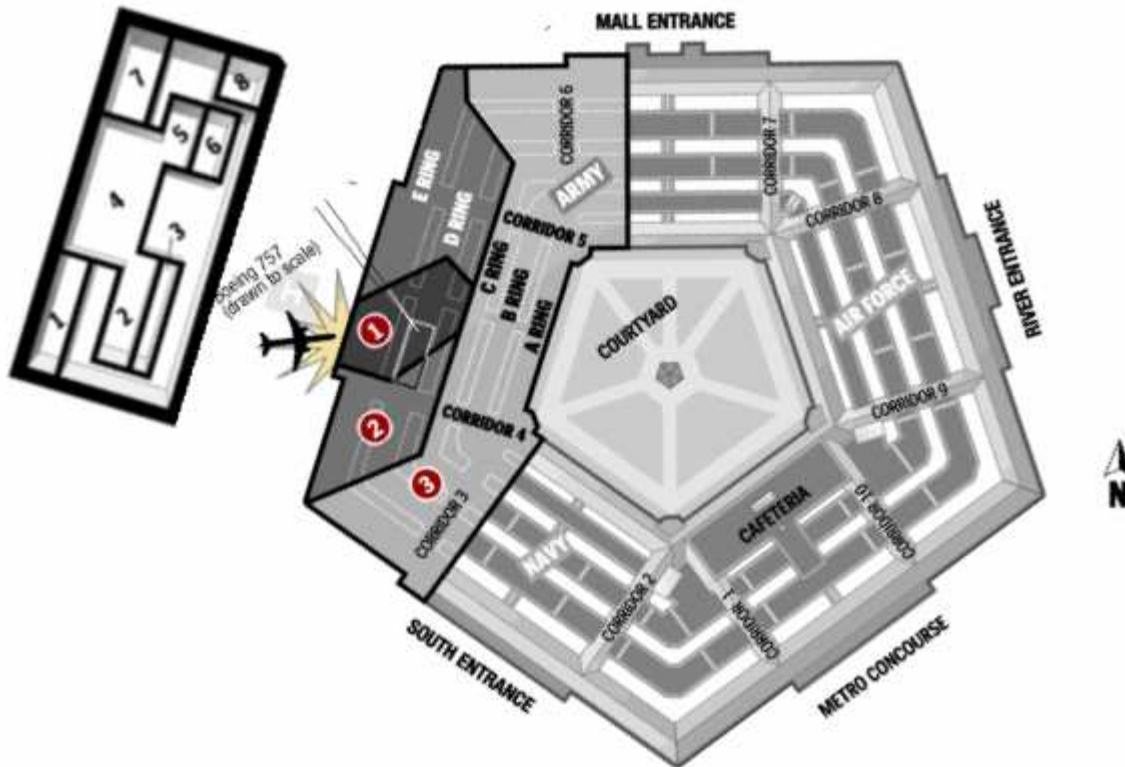 MALL ENTRANCE
7
8
5
6
4
3
1
2
Boeing 757
(drawn to scale)
CORRIDOR 6
ARMY
E RING
D RING
CORRIDOR 5
C RING
B RING
A RING
CORRIDOR 7
CORRIDOR 8
RIVER ENTRANCE
AIR FORCE
COURTYARD
1
2
3
CORRIDOR 4
CORRIDOR 3
CORRIDOR 9
N
CAFETERIA
CORRIDOR 10
NAVY
CORRIDOR 2
CORRIDOR 1
SOUTH ENTRANCE
METRO CONCOURSE